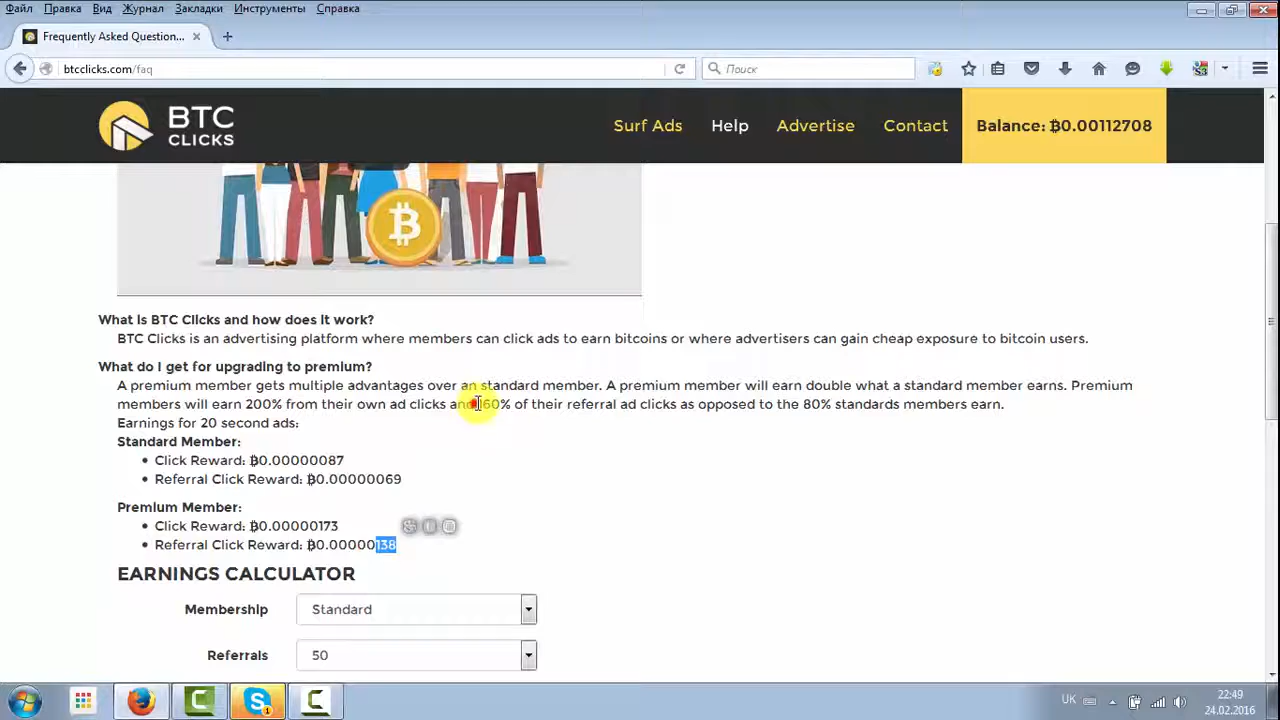 Файл Правка Вид Журнал Закладки Инструменты Справка
Frequently Asked Question...
btcclicks.com/faq
Поиск
BTC
CLICKS
Surf Ads Help Advertise Contact Balance: ₿0.00112708
What is BTC Clicks and how does it work?
BTC Clicks is an advertising platform where members can click ads to earn bitcoins or where advertisers can gain cheap exposure to bitcoin users.
What do I get for upgrading to premium?
A premium member gets multiple advantages over an standard member. A premium member will earn double what a standard member earns. Premium
members will earn 200% from their own ad clicks and 160% of their referral ad clicks as opposed to the 80% standards members earn.
Earnings for 20 second ads:
Standard Member:
• Click Reward: ₿0.00000087
• Referral Click Reward: ₿0.00000069
Premium Member:
• Click Reward: ₿0.00000173
• Referral Click Reward: ₿0.00000138
EARNINGS CALCULATOR
Membership Standard
Referrals 50
UK
22:49
24.02.2016